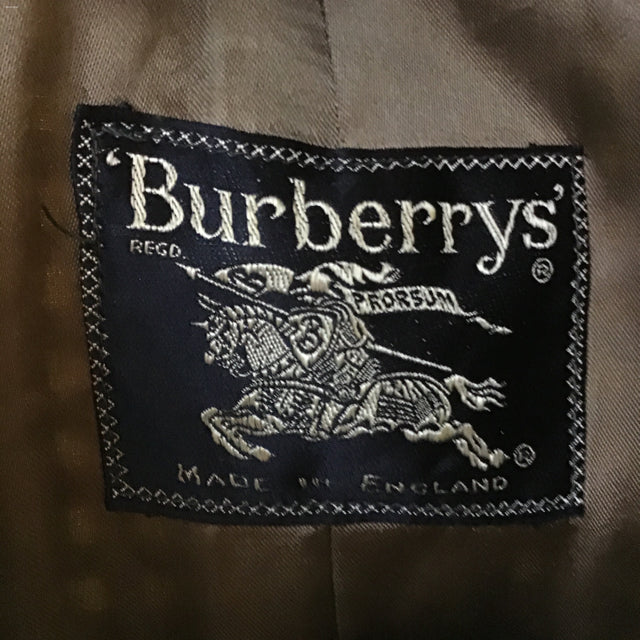 'Burberrys'
REGD. ®
PRORSUM
B
®
MADE IN ENGLAND